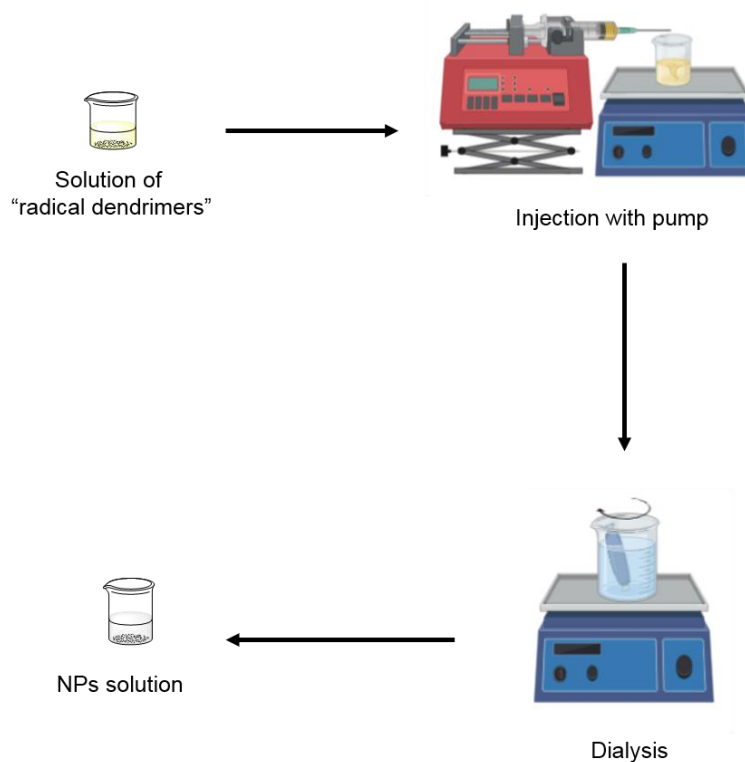 Solution of
“radical dendrimers”
Injection with pump
Dialysis
NPs solution